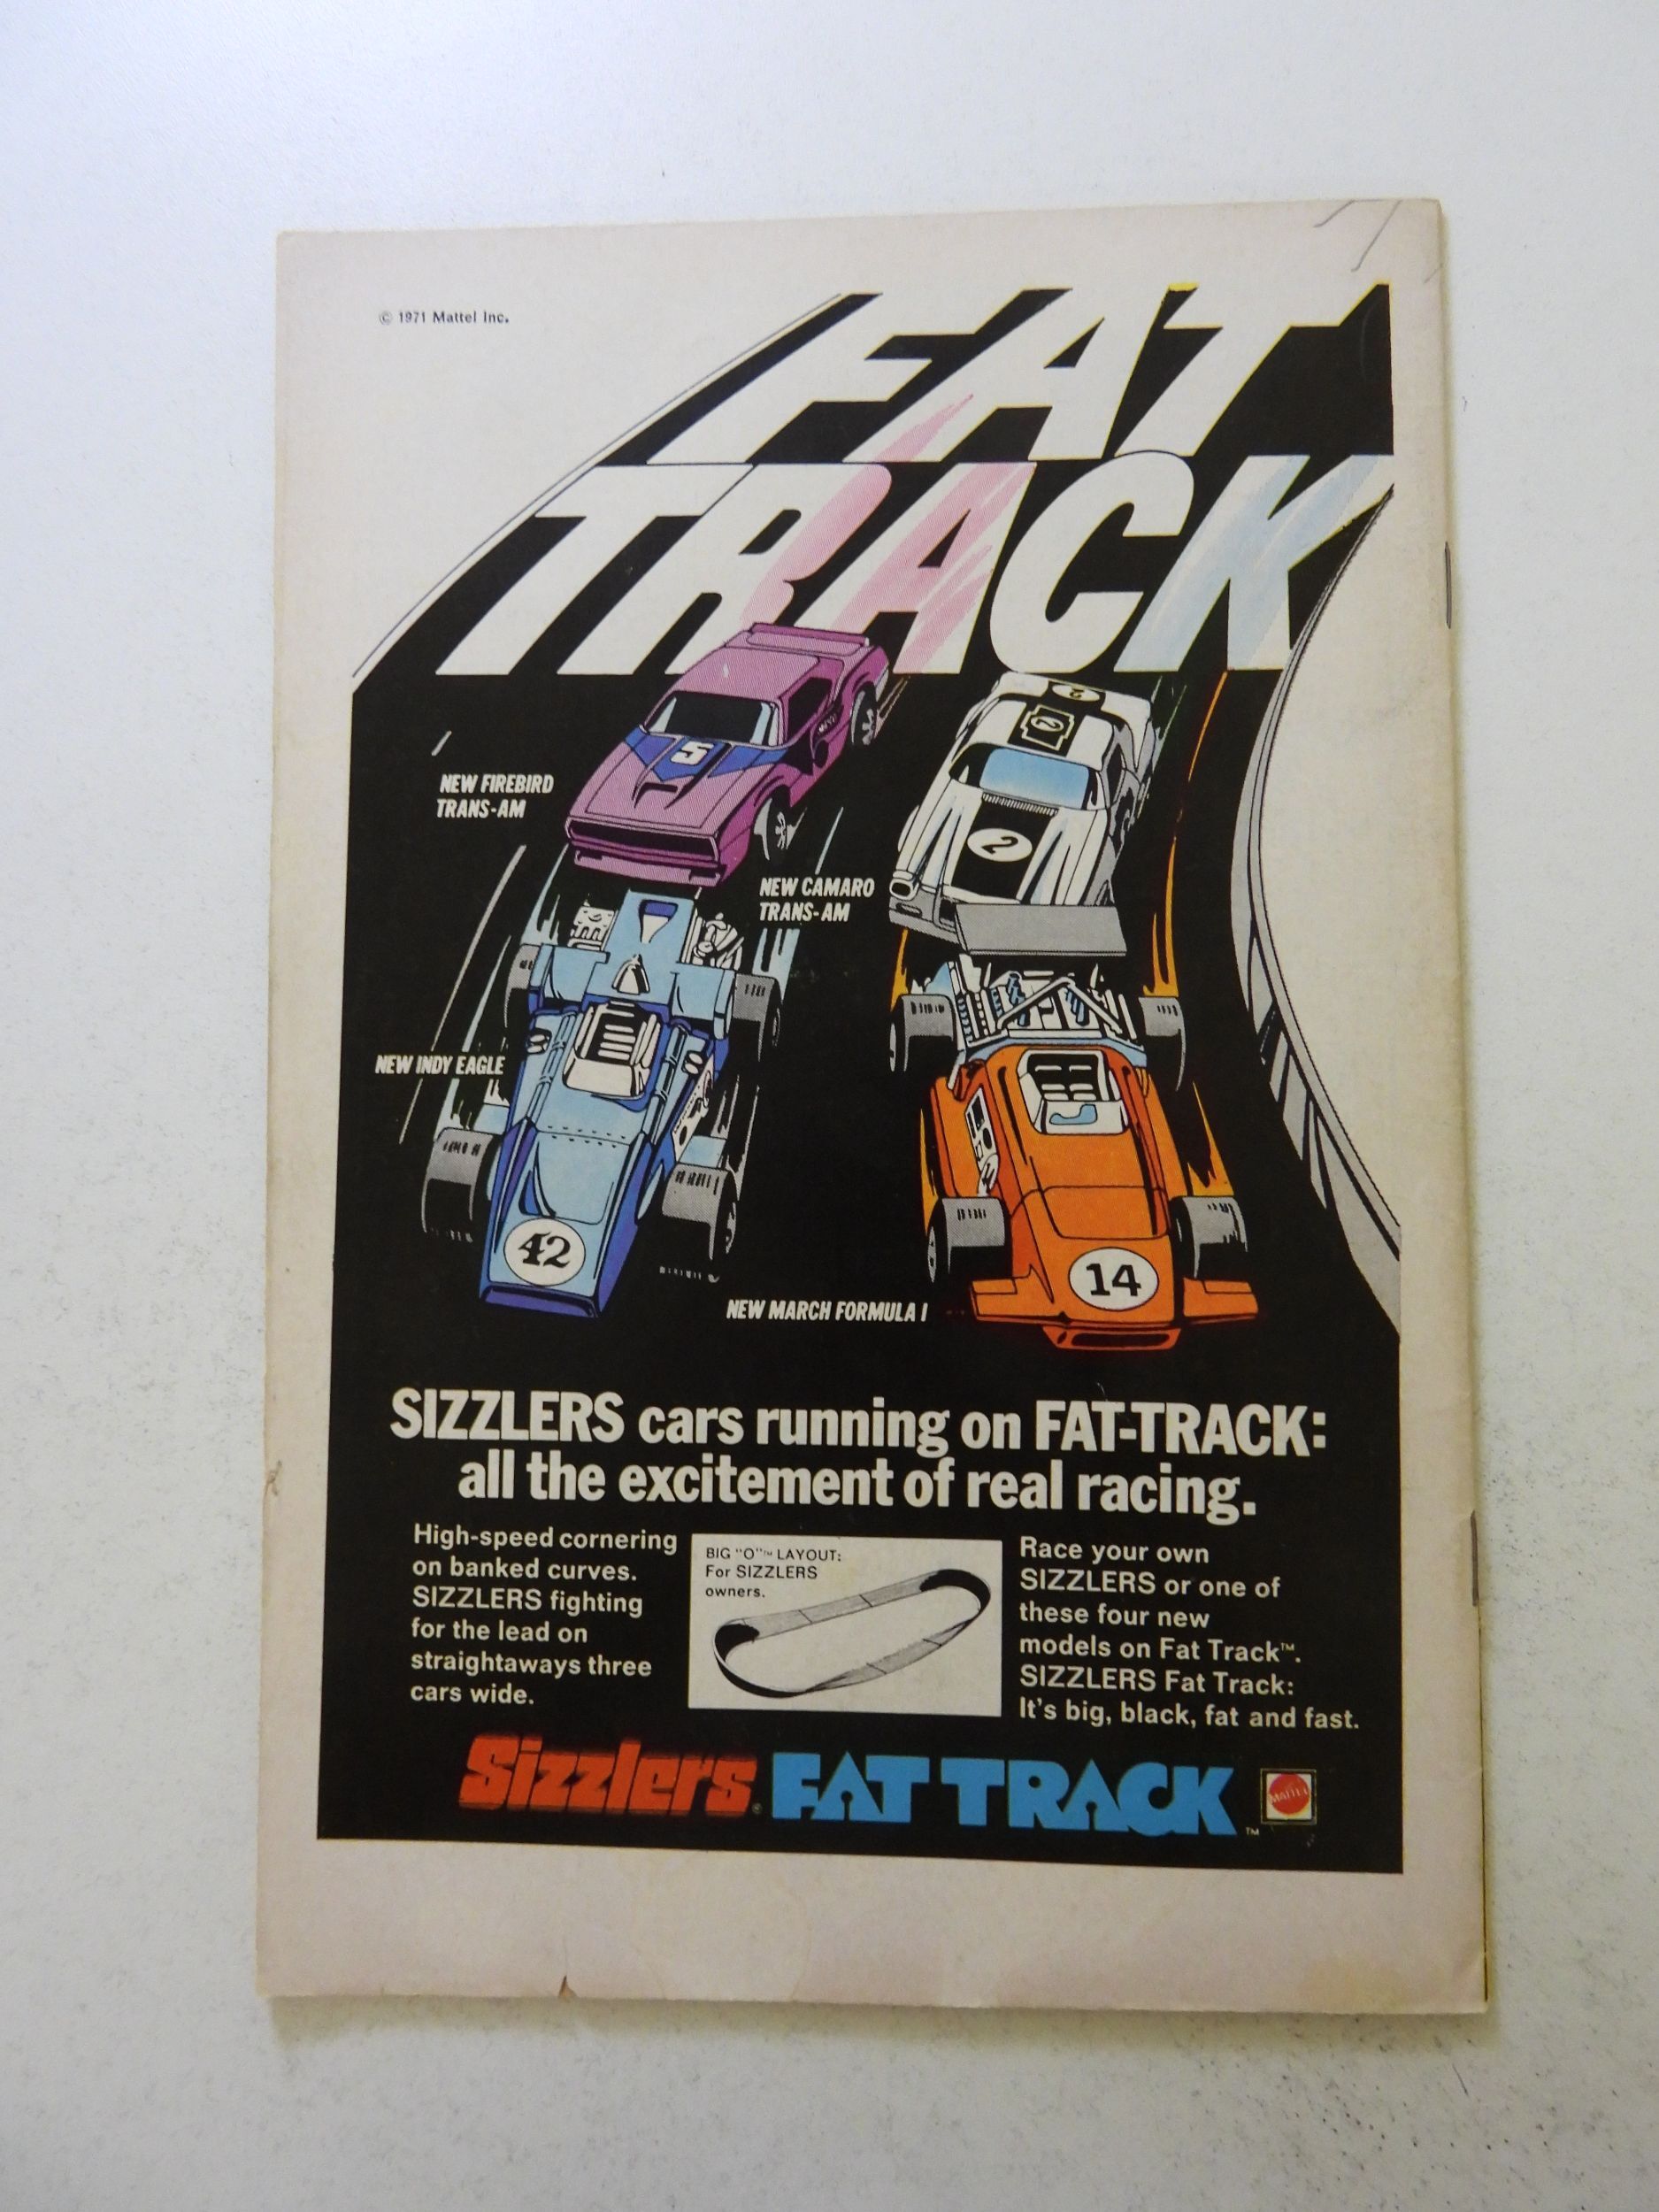 © 1971 Mattel Inc.
FAT
TRACK
5
2
2
2
NEW FIREBIRD
TRANS-AM
NEW CAMARO
TRANS-AM
NEW INDY EAGLE
42
14
NEW MARCH FORMULA I
SIZZLERS cars running on FAT-TRACK:
all the excitement of real racing.
High-speed cornering
on banked curves.
SIZZLERS fighting
for the lead on
straightaways three
cars wide.
BIG "O"™ LAYOUT:
For SIZZLERS
owners.
Race your own
SIZZLERS or one of
these four new
models on Fat Track™.
SIZZLERS Fat Track:
It's big, black, fat and fast.
Sizzlers® FAT TRACK™
MATTEL